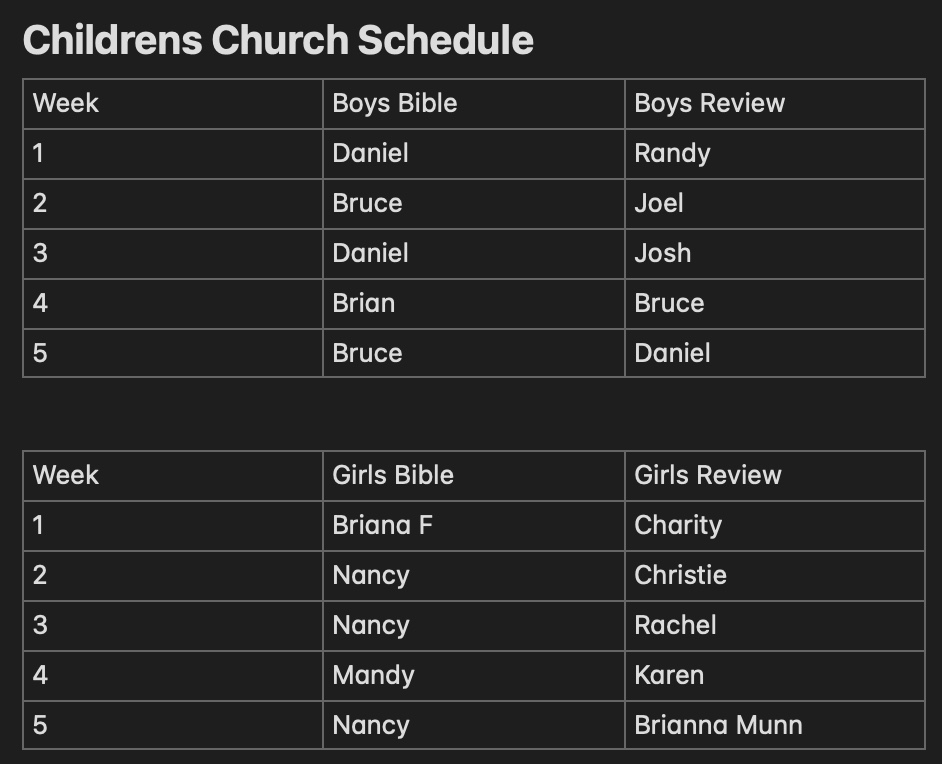 Childrens Church Schedule
Week Boys Bible Boys Review
1 Daniel Randy
2 Bruce Joel
3 Daniel Josh
4 Brian Bruce
5 Bruce Daniel
Week Girls Bible Girls Review
1 Briana F Charity
2 Nancy Christie
3 Nancy Rachel
4 Mandy Karen
5 Nancy Brianna Munn